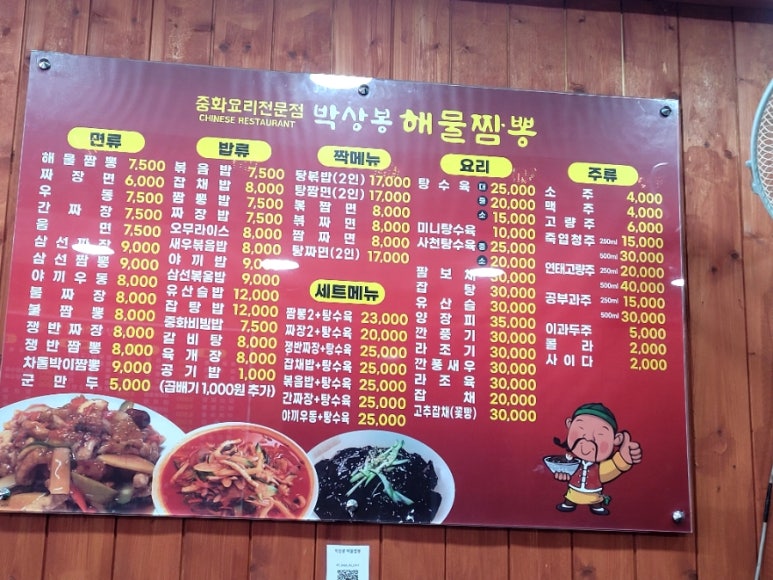 중화요리전문점
CHINESE RESTAURANT
박상봉 해물짬뽕
면류
해물짬뽕 7,500
짜장면 6,000
우동 7,500
간짜장 7,500
울면 7,500
삼선짜장 9,000
삼선짬뽕 9,000
야끼우동 8,000
불짜장 8,000
불짬뽕 8,000
쟁반짜장 8,000
쟁반짬뽕 8,000
차돌박이짬뽕 9,000
군만두 5,000
밥류
볶음밥 7,500
잡채밥 8,000
짬뽕밥 7,500
짜장밥 7,500
오무라이스 8,000
새우볶음밥 8,000
야끼밥 9,000
삼선볶음밥 9,000
유산슬밥 12,000
잡탕밥 12,000
중화비빔밥 7,500
갈비탕 8,000
육개장 8,000
공기밥 1,000
(곱배기 1,000원 추가)
짝메뉴
탕볶밥(2인) 17,000
탕짬면(2인) 17,000
볶짬면 8,000
볶짜면 8,000
짬짜면 8,000
탕짜면(2인) 17,000
세트메뉴
짬뽕2+탕수육 23,000
짜장2+탕수육 20,000
쟁반짜장+탕수육 25,000
잡채밥+탕수육 25,000
볶음밥+탕수육 25,000
간짜장+탕수육 25,000
야끼우동+탕수육 25,000
요리
탕수육 대 25,000
중 20,000
소 15,000
미니탕수육 10,000
사천탕수육 중 25,000
소 20,000
팔보채 30,000
잡탕 30,000
유산슬 30,000
양장피 35,000
깐풍기 30,000
라조기 30,000
깐풍새우 30,000
라조육 30,000
잡채 20,000
고추잡채(꽃빵) 30,000
주류
소주 4,000
맥주 4,000
고량주 6,000
죽엽청주 250ml 15,000
500ml 30,000
연태고량주 250ml 20,000
500ml 40,000
공부과주 250ml 15,000
500ml 30,000
이과두주 5,000
콜라 2,000
사이다 2,000